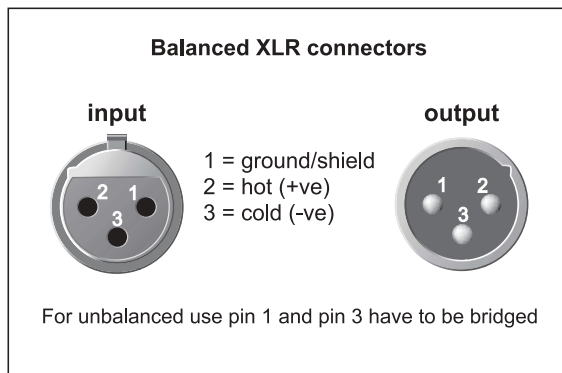 Balanced XLR connectors
input
output
2 1
3
1 = ground/shield
2 = hot (+ve)
3 = cold (-ve)
1 2
3
For unbalanced use pin 1 and pin 3 have to be bridged